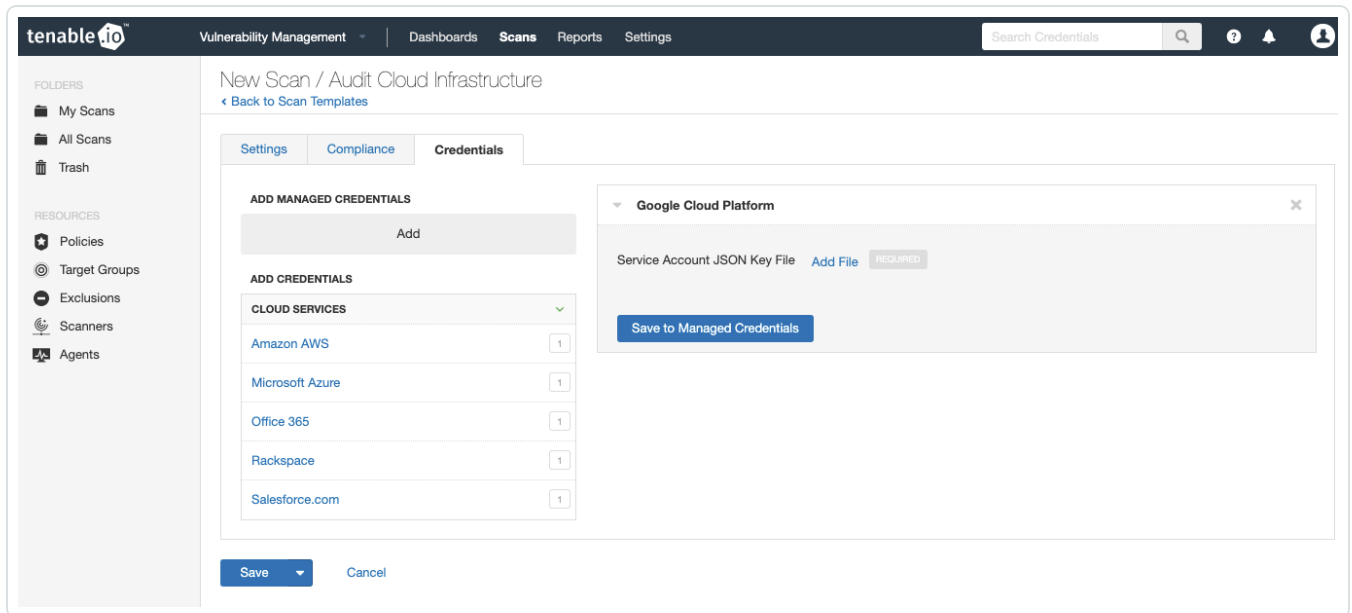 tenable.io™ Vulnerability Management Dashboards Scans Reports Settings Search Credentials ?
FOLDERS
My Scans
All Scans
Trash
RESOURCES
Policies
Target Groups
Exclusions
Scanners
Agents
New Scan / Audit Cloud Infrastructure
‹ Back to Scan Templates
Settings Compliance Credentials
ADD MANAGED CREDENTIALS
Add
ADD CREDENTIALS
CLOUD SERVICES
Amazon AWS 1
Microsoft Azure 1
Office 365 1
Rackspace 1
Salesforce.com 1
Google Cloud Platform
Service Account JSON Key File Add File REQUIRED
Save to Managed Credentials
Save Cancel